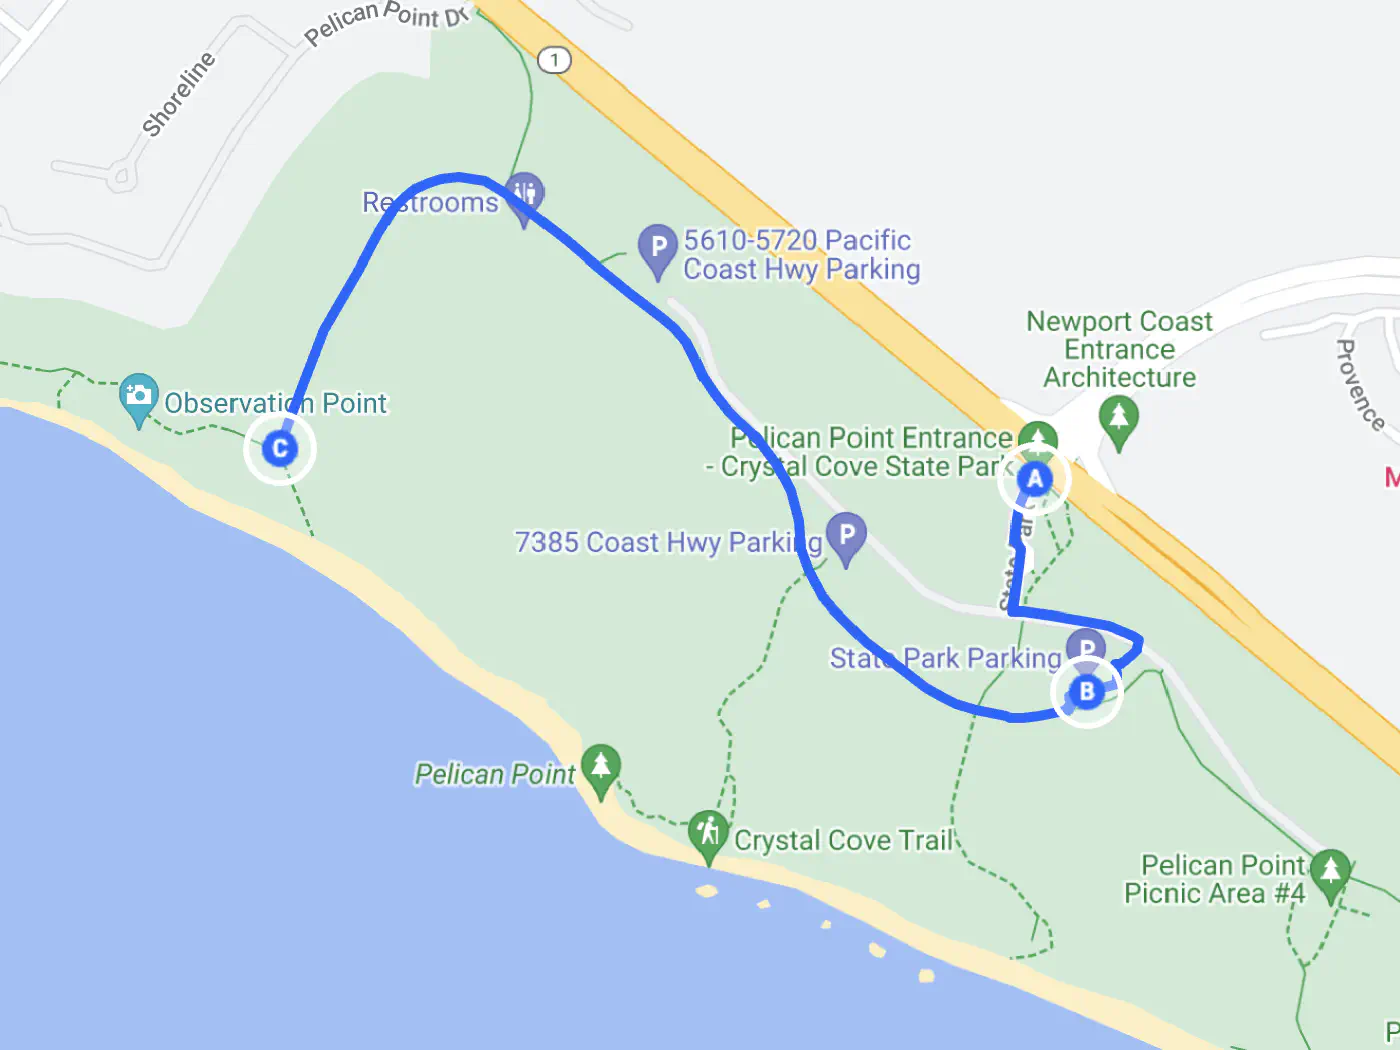 Pelican Point Dr
Shoreline
1
Restrooms
P
5610-5720 Pacific
Coast Hwy Parking
Newport Coast
Entrance
Architecture
Provence
Observation Point
C
Pelican Point Entrance
- Crystal Cove State Park
A
M
7385 Coast Hwy Parking
P
State Par
State Park Parking
P
B
Pelican Point
Crystal Cove Trail
Pelican Point
Picnic Area #4
P